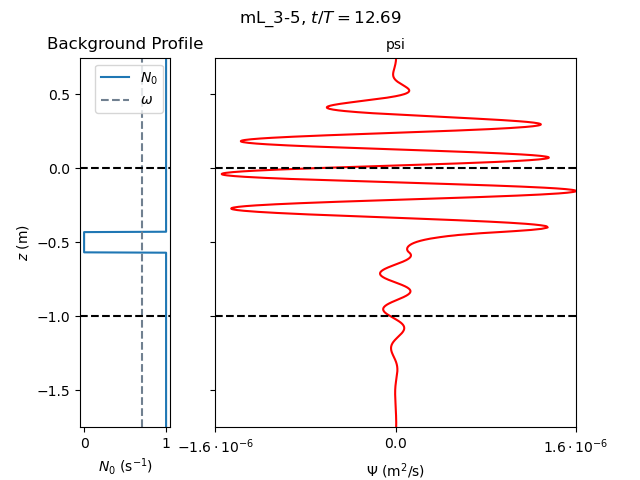 mL_3-5, t/T = 12.69
Background Profile
psi
N₀
ω
0.5
0.0
−0.5
−1.0
−1.5
z (m)
0
1
−1.6 · 10⁻⁶
0.0
1.6 · 10⁻⁶
N₀ (s⁻¹)
Ψ (m²/s)